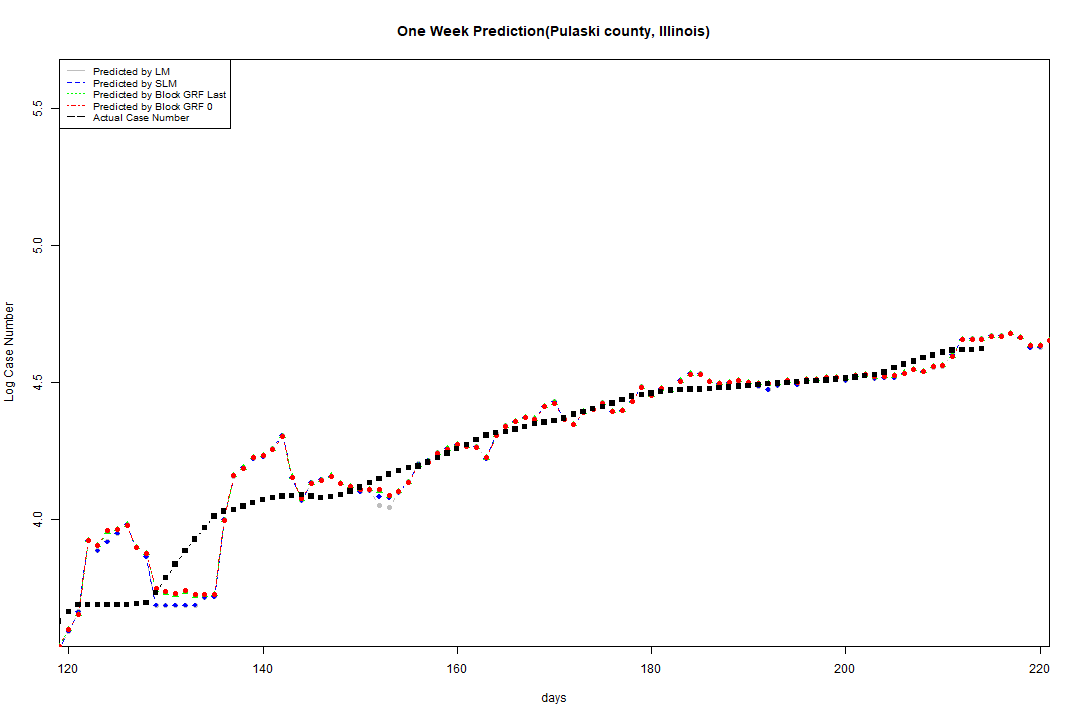 One Week Prediction(Pulaski county, Illinois)
Predicted by LM
Predicted by SLM
Predicted by Block GRF Last
Predicted by Block GRF 0
Actual Case Number
5.5
5.0
4.5
4.0
Log Case Number
120 140 160 180 200 220
days